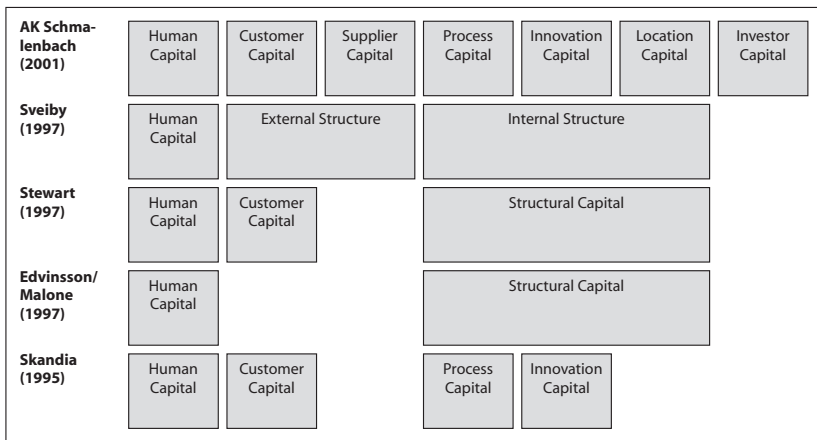 AK Schma-
lenbach
(2001)
Human
Capital
Customer
Capital
Supplier
Capital
Process
Capital
Innovation
Capital
Location
Capital
Investor
Capital
Sveiby
(1997)
Human
Capital
External Structure
Internal Structure
Stewart
(1997)
Human
Capital
Customer
Capital
Structural Capital
Edvinsson/
Malone
(1997)
Human
Capital
Structural Capital
Skandia
(1995)
Human
Capital
Customer
Capital
Process
Capital
Innovation
Capital